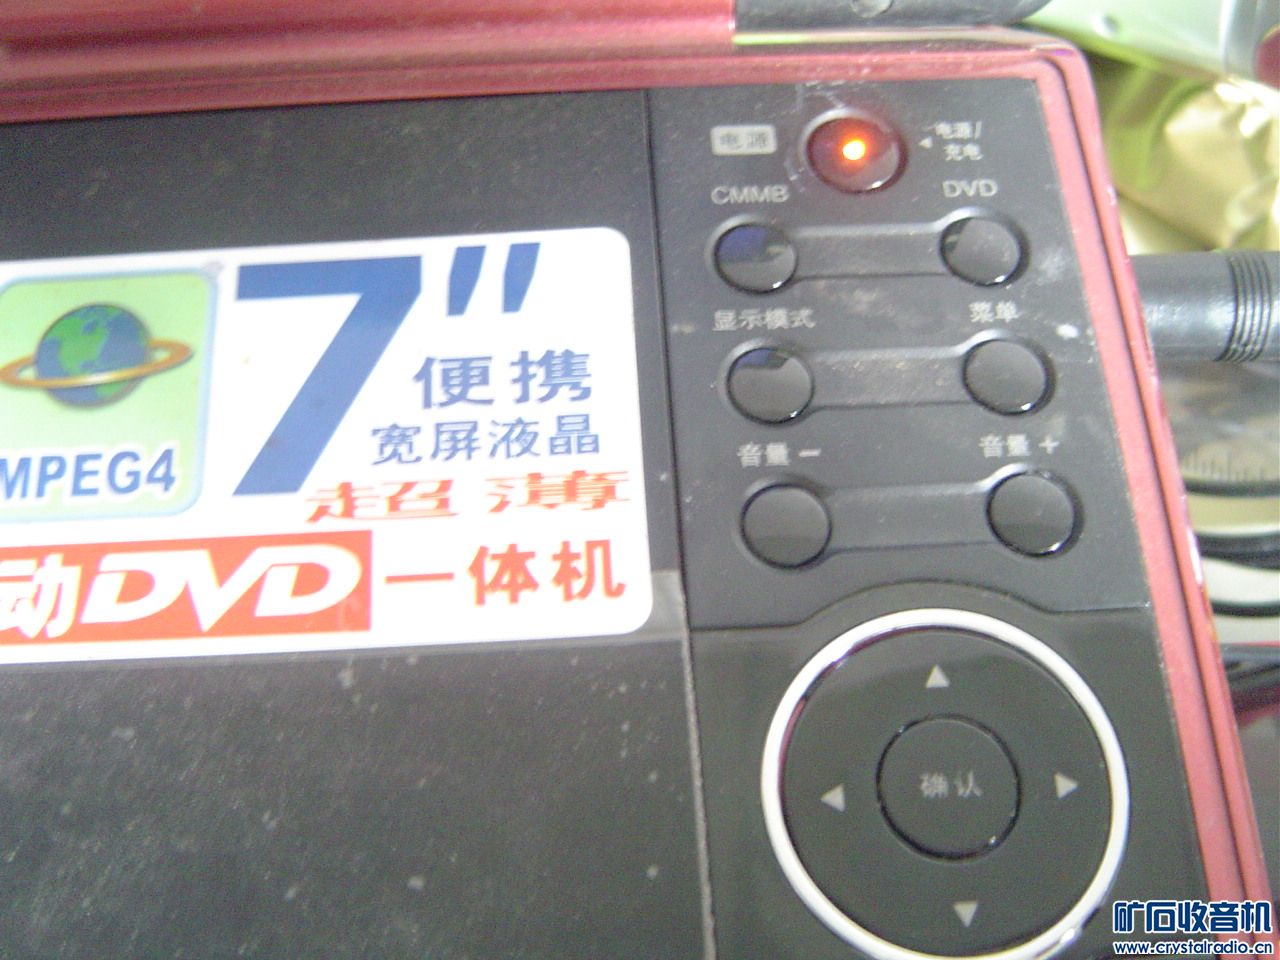 电源
电源/
充电
CMMB
DVD
显示模式
菜单
音量 －
音量 ＋
确认
7"
便携
宽屏液晶
超薄
MPEG4
动DVD一体机
矿石收音机
www.crystalradio.cn